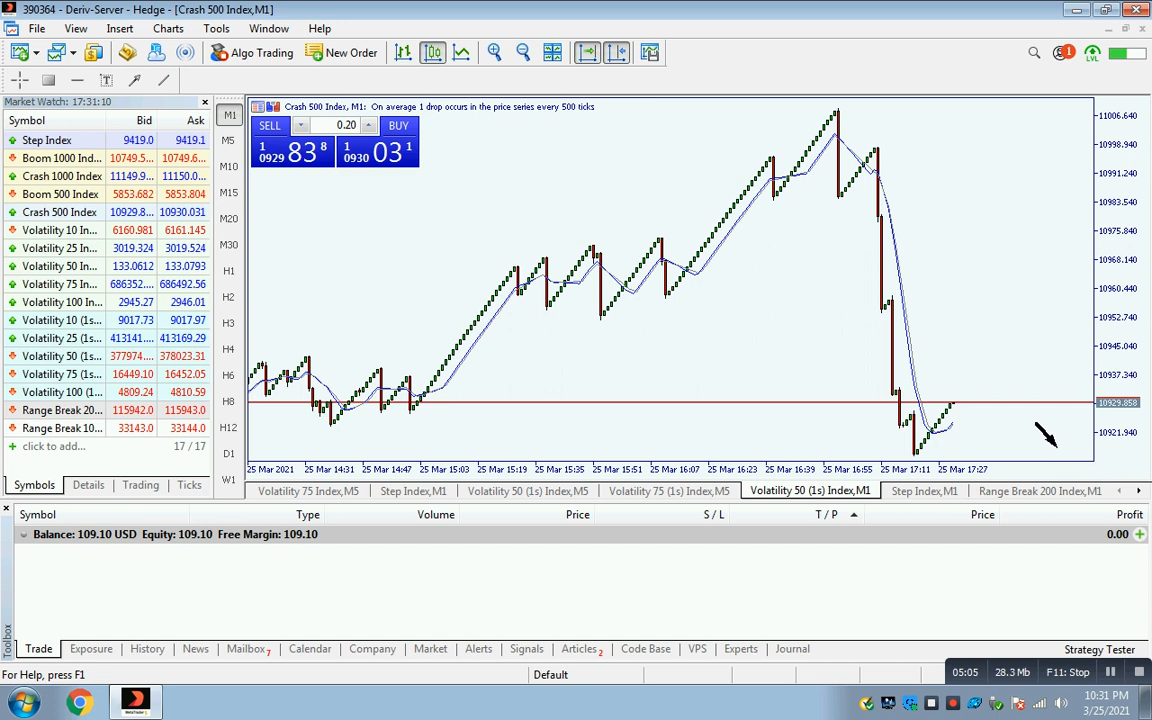 390364 - Deriv-Server - Hedge - [Crash 500 Index,M1]
File View Insert Charts Tools Window Help
Algo Trading New Order 1 LVL
Market Watch: 17:31:10
Symbol Bid Ask
Step Index 9419.0 9419.1
Boom 1000 Ind... 10749.5... 10749.6...
Crash 1000 Index 11149.9... 11150.0...
Boom 500 Index 5853.682 5853.804
Crash 500 Index 10929.8... 10930.031
Volatility 10 In... 6160.981 6161.145
Volatility 25 In... 3019.324 3019.524
Volatility 50 In... 133.0612 133.0793
Volatility 75 In... 686352.... 686492.56
Volatility 100 In... 2945.27 2946.01
Volatility 10 (1s... 9017.73 9017.97
Volatility 25 (1s... 413141.... 413169.29
Volatility 50 (1s... 377974.... 378023.31
Volatility 75 (1s... 16449.10 16452.05
Volatility 100 (1... 4809.24 4810.59
Range Break 20... 115942.0 115943.0
Range Break 10... 33143.0 33144.0
click to add... 17 / 17
Symbols Details Trading Ticks
M1
M5
M10
M15
M20
M30
H1
H2
H3
H4
H6
H8
H12
D1
W1
Crash 500 Index, M1: On average 1 drop occurs in the price series every 500 ticks
SELL 0.20 BUY
1 0929 83 8 1 0930 03 1
11006.640
10998.940
10991.240
10983.540
10975.840
10968.140
10960.440
10952.740
10945.040
10937.340
10929.858
10921.940
25 Mar 2021 25 Mar 14:31 25 Mar 14:47 25 Mar 15:03 25 Mar 15:19 25 Mar 15:35 25 Mar 15:51 25 Mar 16:07 25 Mar 16:23 25 Mar 16:39 25 Mar 16:55 25 Mar 17:11 25 Mar 17:27
Volatility 75 Index,M5 Step Index,M1 Volatility 50 (1s) Index,M5 Volatility 75 (1s) Index,M5 Volatility 50 (1s) Index,M1 Step Index,M1 Range Break 200 Index,M1
Symbol Type Volume Price S / L T / P Price Profit
Balance: 109.10 USD Equity: 109.10 Free Margin: 109.10 0.00
Toolbox
Trade Exposure History News Mailbox 7 Calendar Company Market Alerts Signals Articles 2 Code Base VPS Experts Journal Strategy Tester
For Help, press F1 Default
05:05 28.3 Mb F11: Stop
10:31 PM
3/25/2021